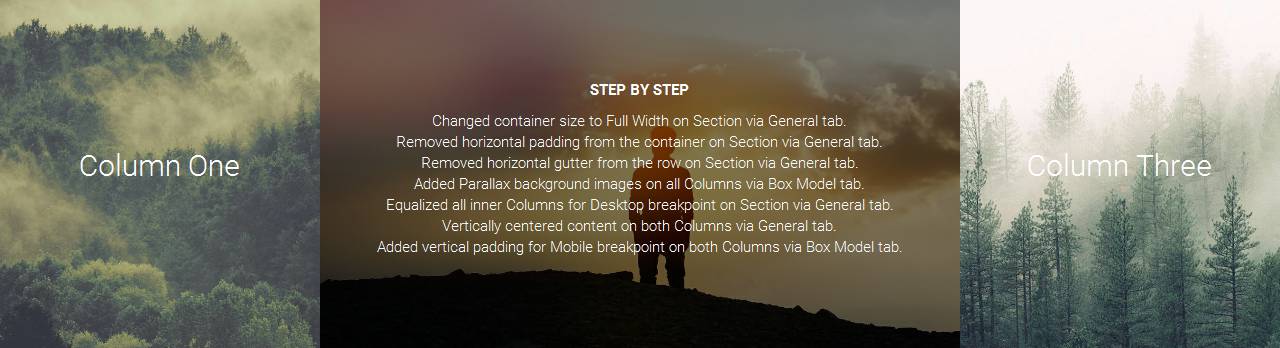 Column One
STEP BY STEP
Changed container size to Full Width on Section via General tab.
Removed horizontal padding from the container on Section via General tab.
Removed horizontal gutter from the row on Section via General tab.
Added Parallax background images on all Columns via Box Model tab.
Equalized all inner Columns for Desktop breakpoint on Section via General tab.
Vertically centered content on both Columns via General tab.
Added vertical padding for Mobile breakpoint on both Columns via Box Model tab.
Column Three